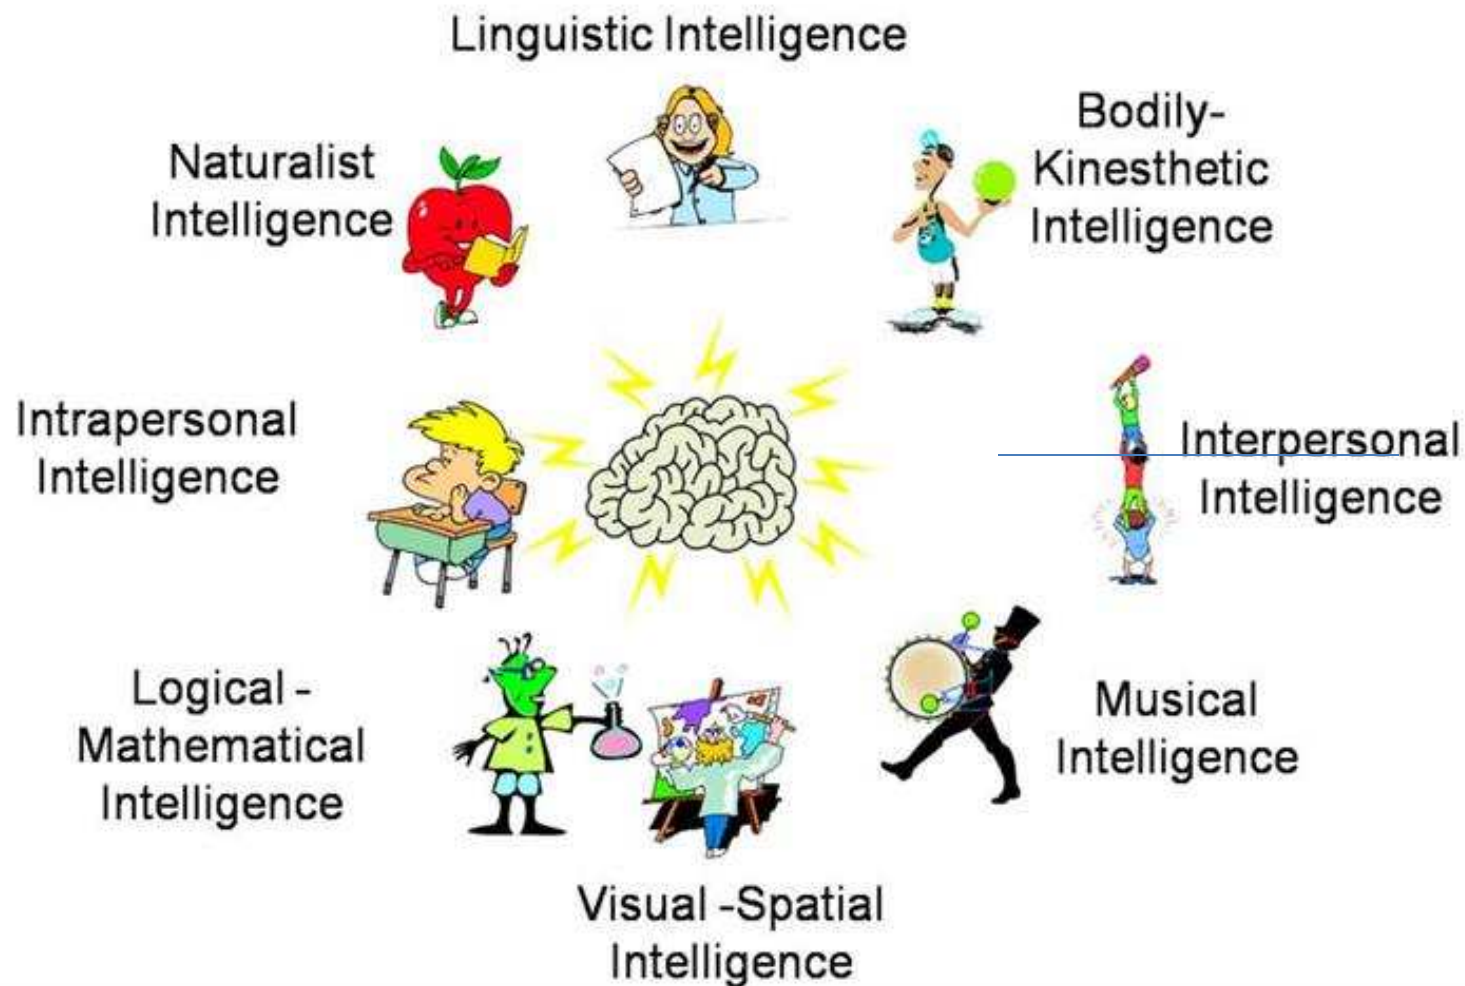 Linguistic Intelligence
Bodily-
Kinesthetic
Intelligence
Naturalist
Intelligence
Intrapersonal
Intelligence
Interpersonal
Intelligence
Logical -
Mathematical
Intelligence
Musical
Intelligence
Visual -Spatial
Intelligence